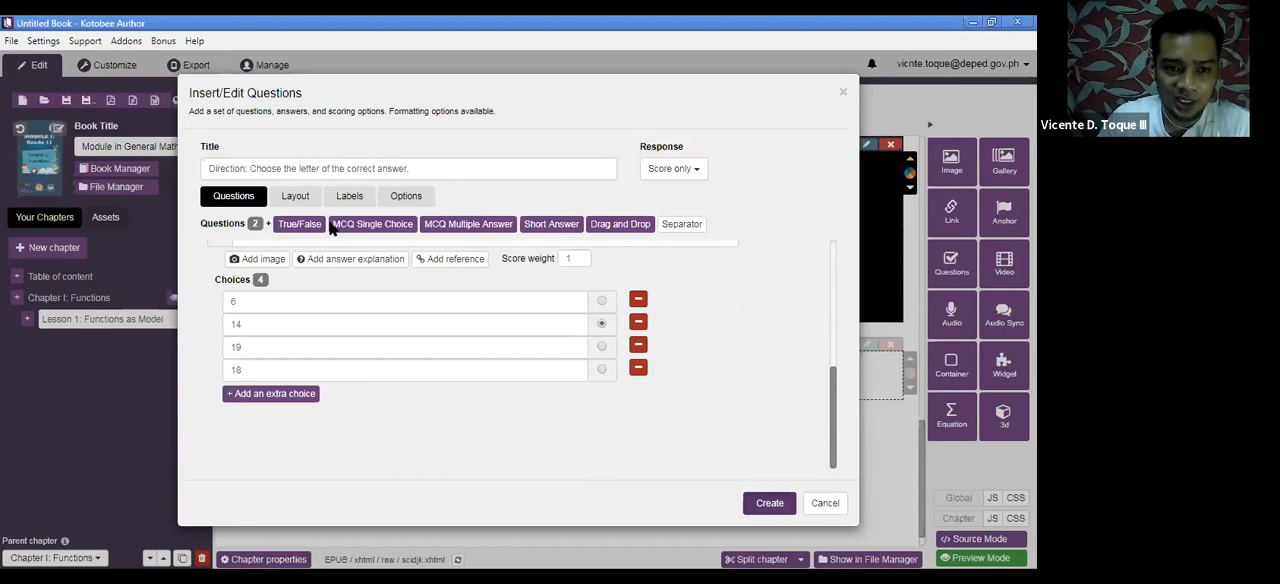 Untitled Book - Kotobee Author
File Settings Support Addons Bonus Help
Edit Customize Export Manage
vicnte.toque@deped.gov.ph
Book Title
Module in General Math
Book Manager
File Manager
Your Chapters Assets
New chapter
Table of content
Chapter I: Functions
Lesson 1: Functions as Model
Parent chapter
Chapter I: Functions
Insert/Edit Questions
Add a set of questions, answers, and scoring options. Formatting options available.
Title
Response
Direction: Choose the letter of the correct answer.
Score only
Questions Layout Labels Options
Questions 2 + True/False MCQ Single Choice MCQ Multiple Answer Short Answer Drag and Drop Separator
Add image Add answer explanation Add reference Score weight 1
Choices 4
6
14
19
18
+ Add an extra choice
Create Cancel
Chapter properties EPUB / xhtml / raw / scidjk.xhtml Split chapter Show in File Manager
Image Gallery
Link Anchor
Questions Video
Audio Audio Sync
Container Widget
Equation 3d
Global JS CSS
Chapter JS CSS
</> Source Mode
Preview Mode
Vicente D. Toque III